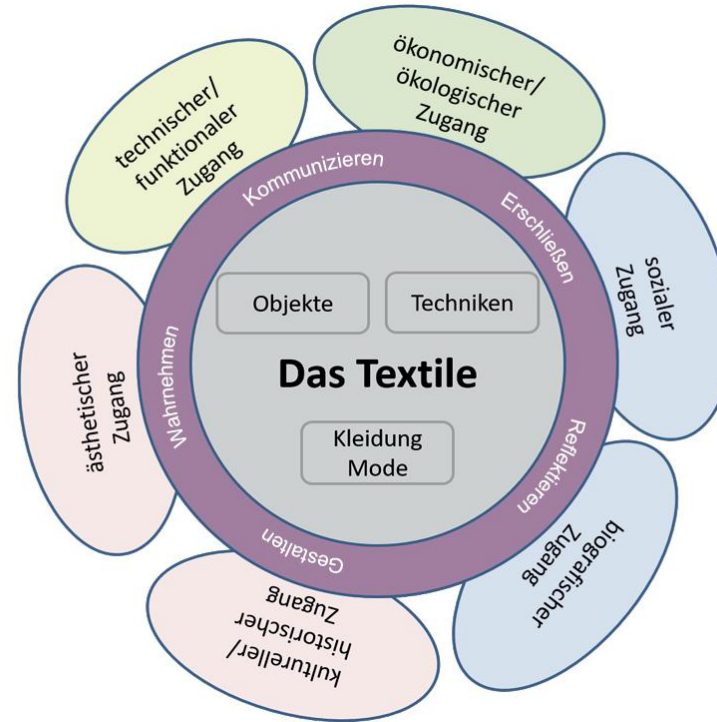 ökonomischer/
ökologischer
Zugang
technischer/
funktionaler
Zugang
Kommunizieren
Erschließen
sozialer
Zugang
Objekte
Techniken
Das Textile
Kleidung
Mode
Wahrnehmen
ästhetischer
Zugang
Reflektieren
biografischer
Zugang
Gestalten
kultureller/
historischer
Zugang